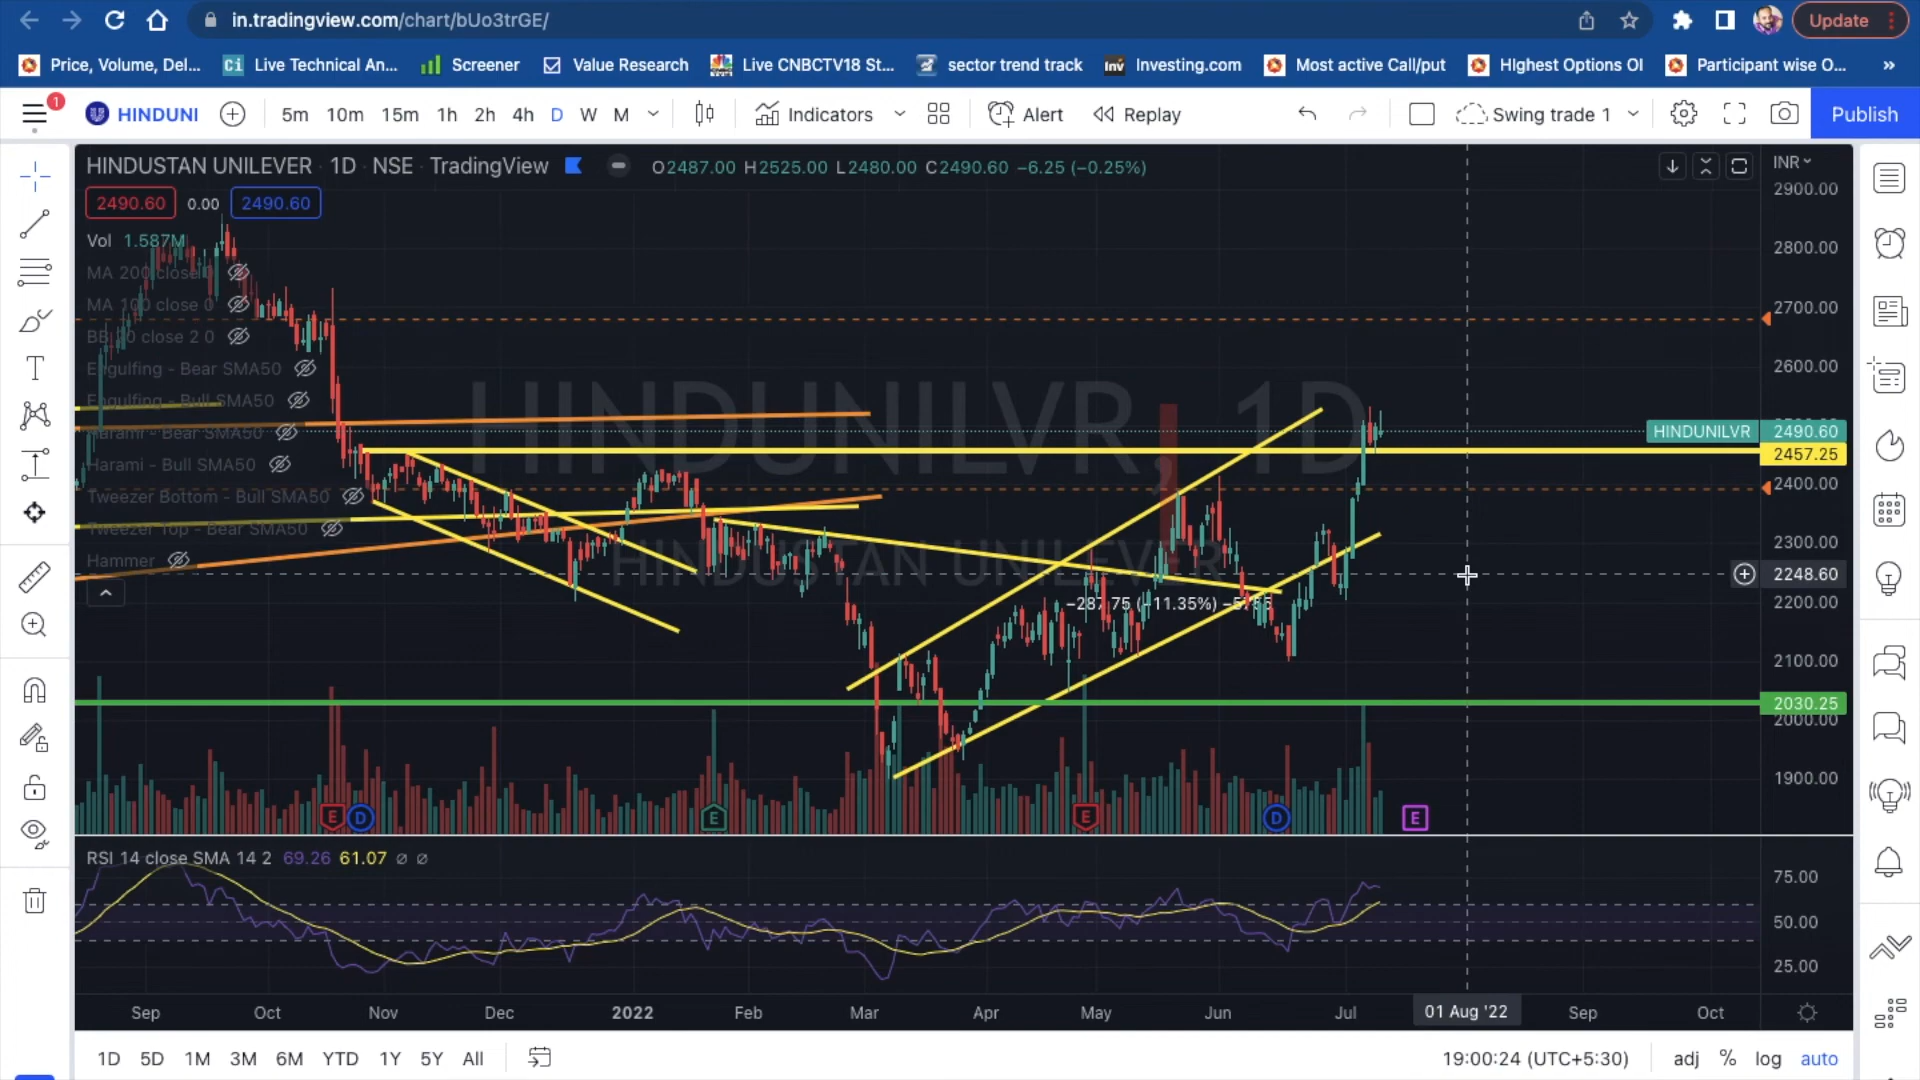 in.tradingview.com/chart/bUo3trGE/
Update
Price, Volume, Del...
Live Technical An...
Screener
Value Research
Live CNBCTV18 St...
sector trend track
Investing.com
Most active Call/put
HIghest Options OI
Participant wise O...
»
1
HINDUNI
5m 10m 15m 1h 2h 4h D W M
Indicators
Alert
Replay
Swing trade 1
Publish
HINDUSTAN UNILEVER · 1D · NSE · TradingView
O2487.00 H2525.00 L2480.00 C2490.60 −6.25 (−0.25%)
INR
2490.60
0.00
2490.60
Vol 1.587M
MA 200 close 0
MA 100 close 0
BB 20 close 2 0
Engulfing - Bear SMA50
Engulfing - Bull SMA50
Harami - Bear SMA50
Harami - Bull SMA50
Tweezer Bottom - Bull SMA50
Tweezer Top - Bear SMA50
Hammer
HINDUNILVR, 1D
HINDUSTAN UNILEVER
−287.75 (−11.35%)
2900.00
2800.00
2700.00
2600.00
HINDUNILVR 2490.60
2457.25
2400.00
2300.00
2248.60
2200.00
2100.00
2030.25
2000.00
1900.00
E D E E D E
RSI 14 close SMA 14 2 69.26 61.07 ∅ ∅
75.00
50.00
25.00
Sep Oct Nov Dec 2022 Feb Mar Apr May Jun Jul 01 Aug '22 Sep Oct
1D 5D 1M 3M 6M YTD 1Y 5Y All
19:00:24 (UTC+5:30)
adj % log auto